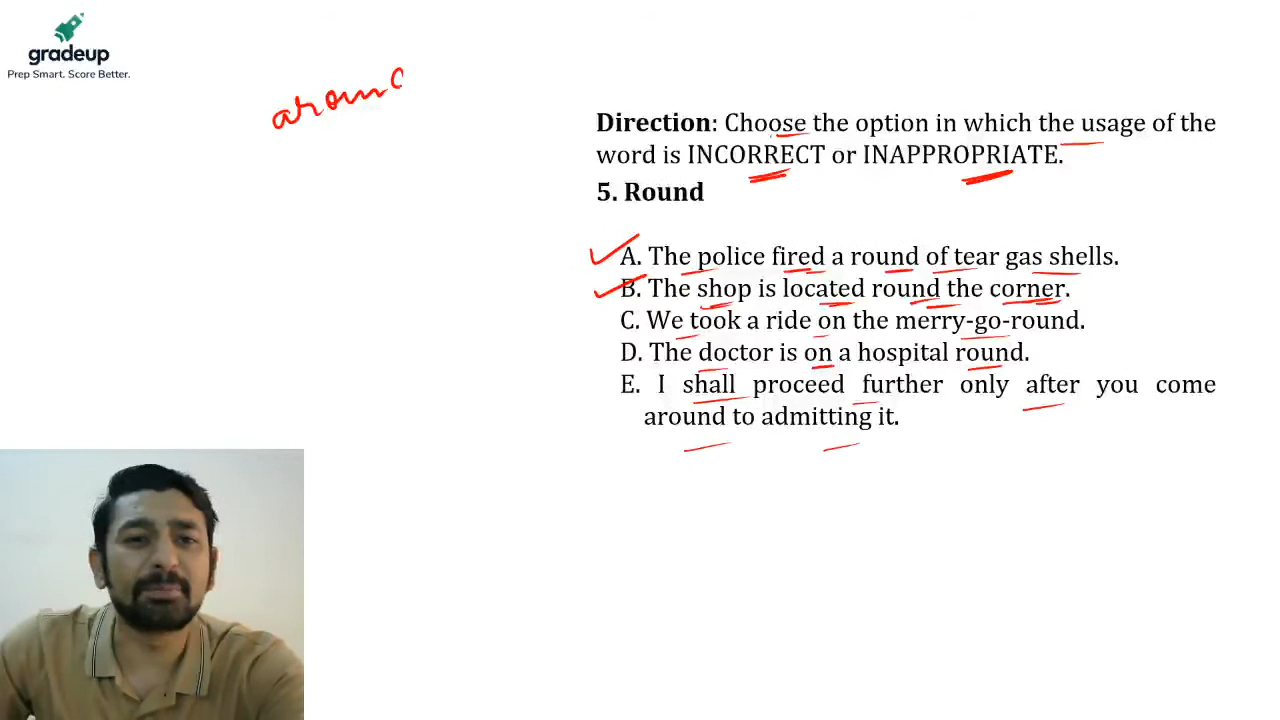 gradeup
Prep Smart. Score Better.
aroun
Direction: Choose the option in which the usage of the
word is INCORRECT or INAPPROPRIATE.
5. Round
A. The police fired a round of tear gas shells.
B. The shop is located round the corner.
C. We took a ride on the merry-go-round.
D. The doctor is on a hospital round.
E. I shall proceed further only after you come
around to admitting it.